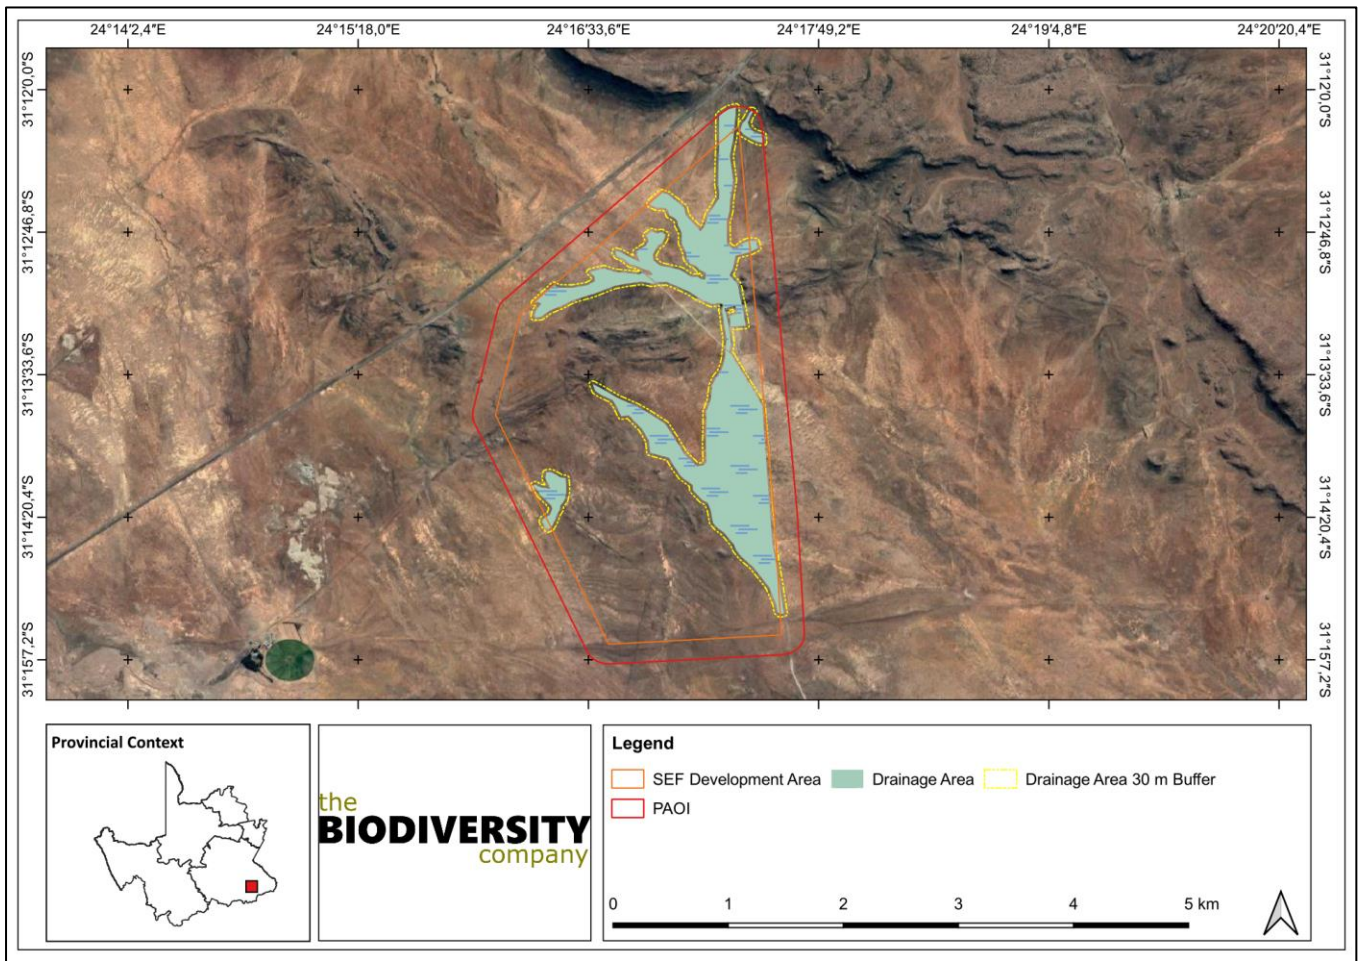 24°14′2,4″E 24°15′18,0″E 24°16′33,6″E 24°17′49,2″E 24°19′4,8″E 24°20′20,4″E
31°12′0,0″S 31°12′0,0″S
31°12′46,8″S 31°12′46,8″S
31°13′33,6″S 31°13′33,6″S
31°14′20,4″S 31°14′20,4″S
31°15′7,2″S 31°15′7,2″S
Provincial Context
the
BIODIVERSITY
company
Legend
SEF Development Area Drainage Area Drainage Area 30 m Buffer
PAOI
0 1 2 3 4 5 km